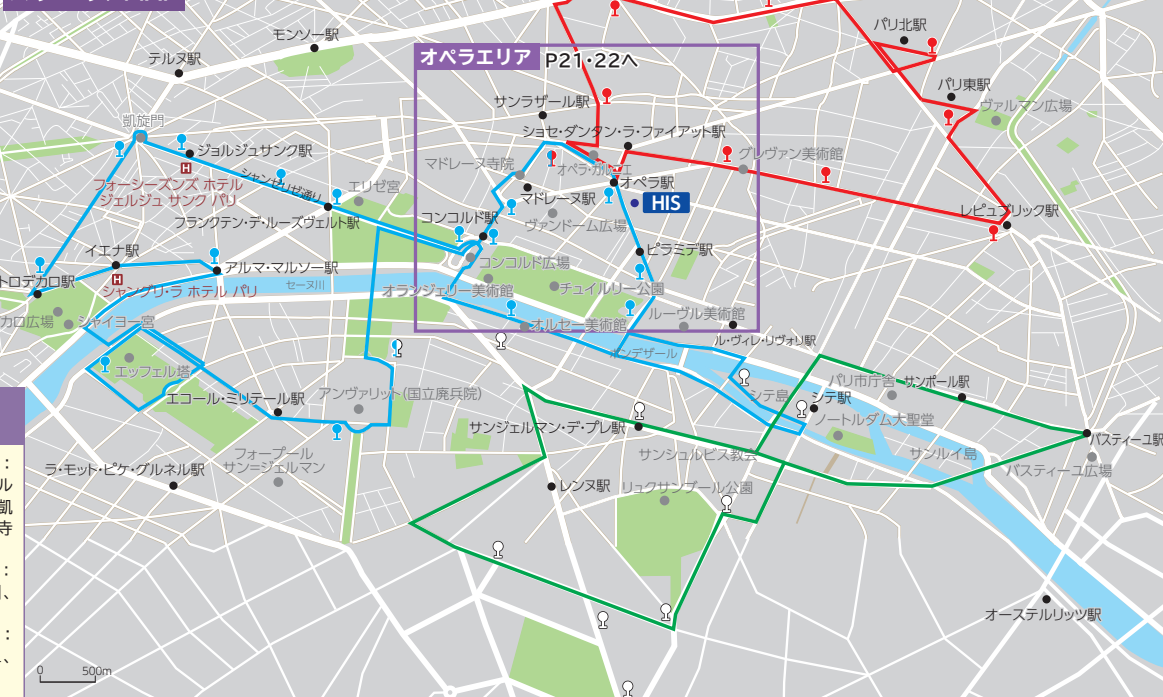 パリ北駅
モンソー駅
オペラエリア P21・22へ
テルヌ駅
パリ東駅
サンラザール駅
ヴァルマン広場
凱旋門
ショセ・ダンタン・ラ・ファイアット駅
ジョルジュサンク駅
グレヴァン美術館
マドレーヌ寺院
オペラ・ガルニエ
シャンゼリゼ通り
フォーシーズンズ ホテル
ジェルジュ サンク パリ
エリゼ宮
オペラ駅
マドレーヌ駅
HIS
レピュブリック駅
フランクテン・デ・ルーズヴェルト駅
コンコルド駅
ヴァンドーム広場
イエナ駅
ピラミデ駅
コンコルド広場
アルマ・マルソー駅
トロデカロ駅
シャングリ・ラ ホテル パリ
セーヌ川
オランジェリー美術館
チュイルリー公園
カロ広場
シャイヨー宮
ルーヴル美術館
オルセー美術館
ル・ヴィレ・リヴォリ駅
ポンデザール
エッフェル塔
パリ市庁舎
サンポール駅
アンヴァリット(国立廃兵院)
シテ島
シテ駅
エコール・ミリテール駅
ノートルダム大聖堂
サンジェルマン・デ・プレ駅
バスティーユ駅
サンシュルピス教会
サンルイ島
フォーブール
サンージェルマン
バスティーユ広場
ラ・モット・ピケ・グルネル駅
レンヌ駅
リュクサンブール公園
:
ル
凱
寺
:
、
:
、
オーステルリッツ駅
0 500m